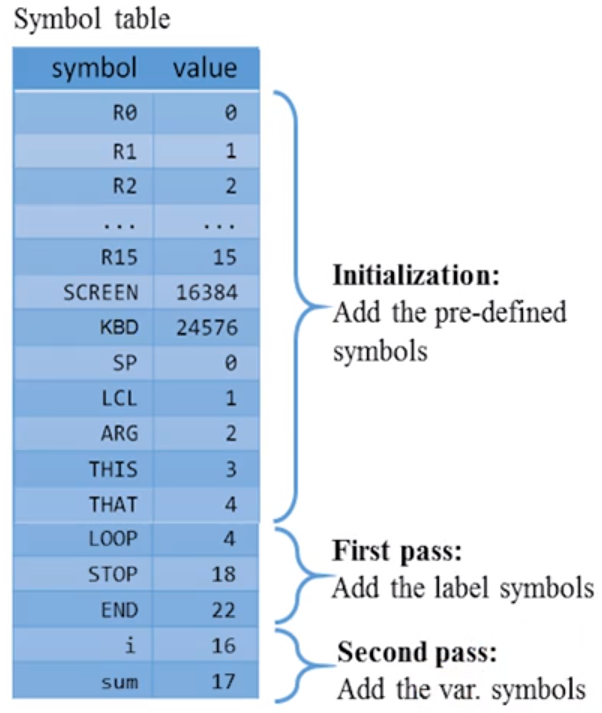 Symbol table
symbol value
R0 0
R1 1
R2 2
... ...
R15 15
SCREEN 16384
KBD 24576
SP 0
LCL 1
ARG 2
THIS 3
THAT 4
LOOP 4
STOP 18
END 22
i 16
sum 17
Initialization:
Add the pre-defined
symbols
First pass:
Add the label symbols
Second pass:
Add the var. symbols